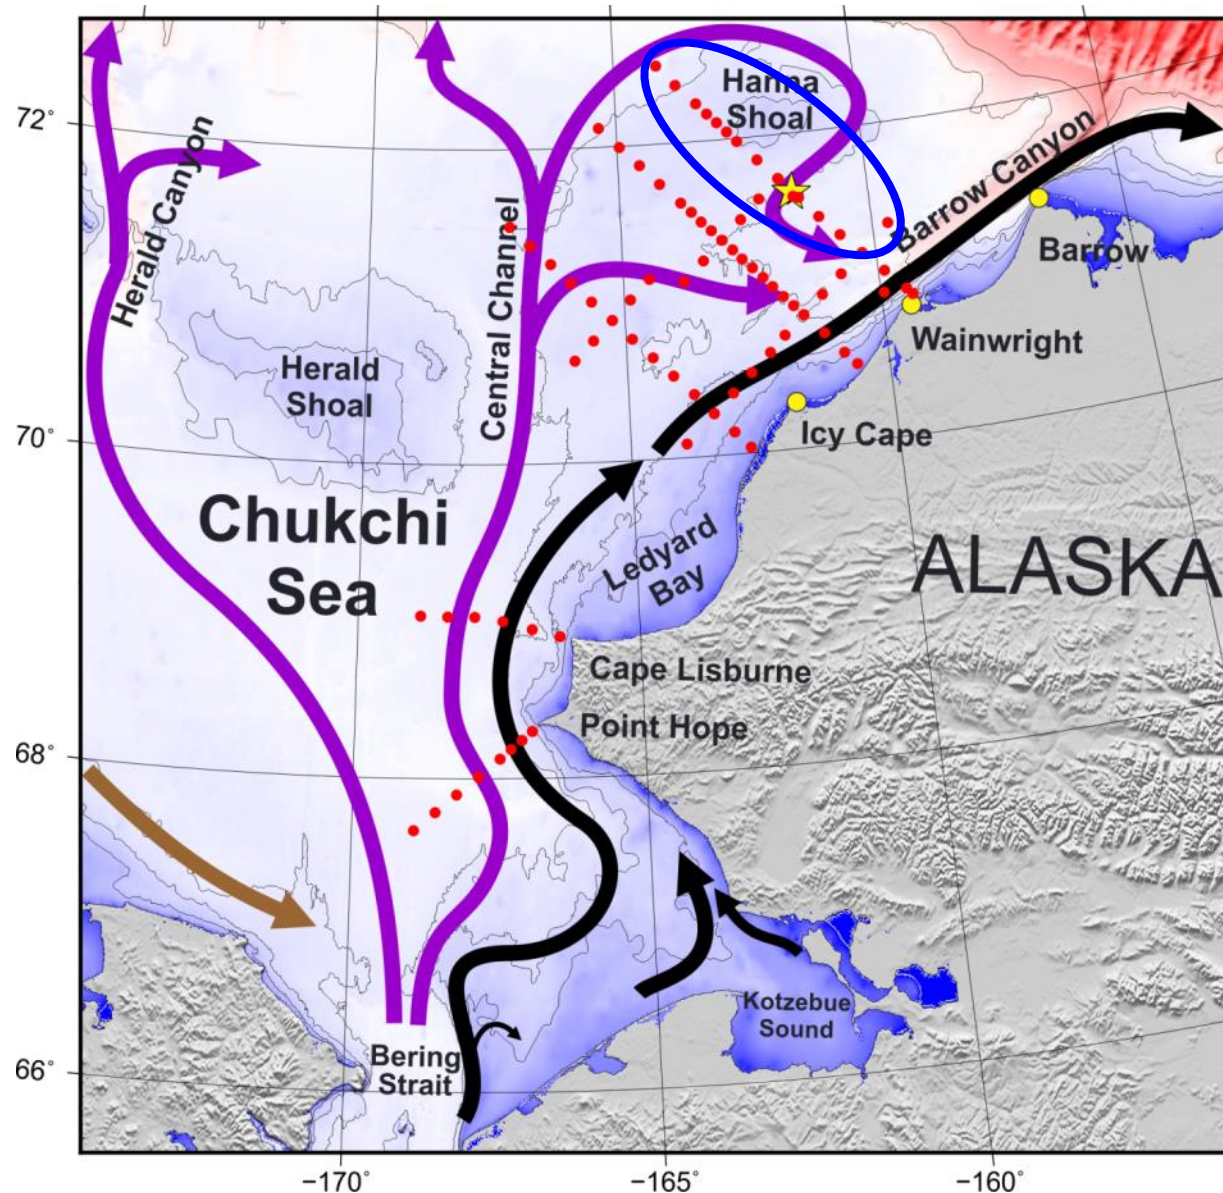 72°
70°
68°
66°
−170°
−165°
−160°
Hanna
Shoal
Herald Canyon
Central Channel
Barrow Canyon
Barrow
Wainwright
Herald
Shoal
Icy Cape
Chukchi
Sea
Ledyard
Bay
ALASKA
Cape Lisburne
Point Hope
Kotzebue
Sound
Bering
Strait